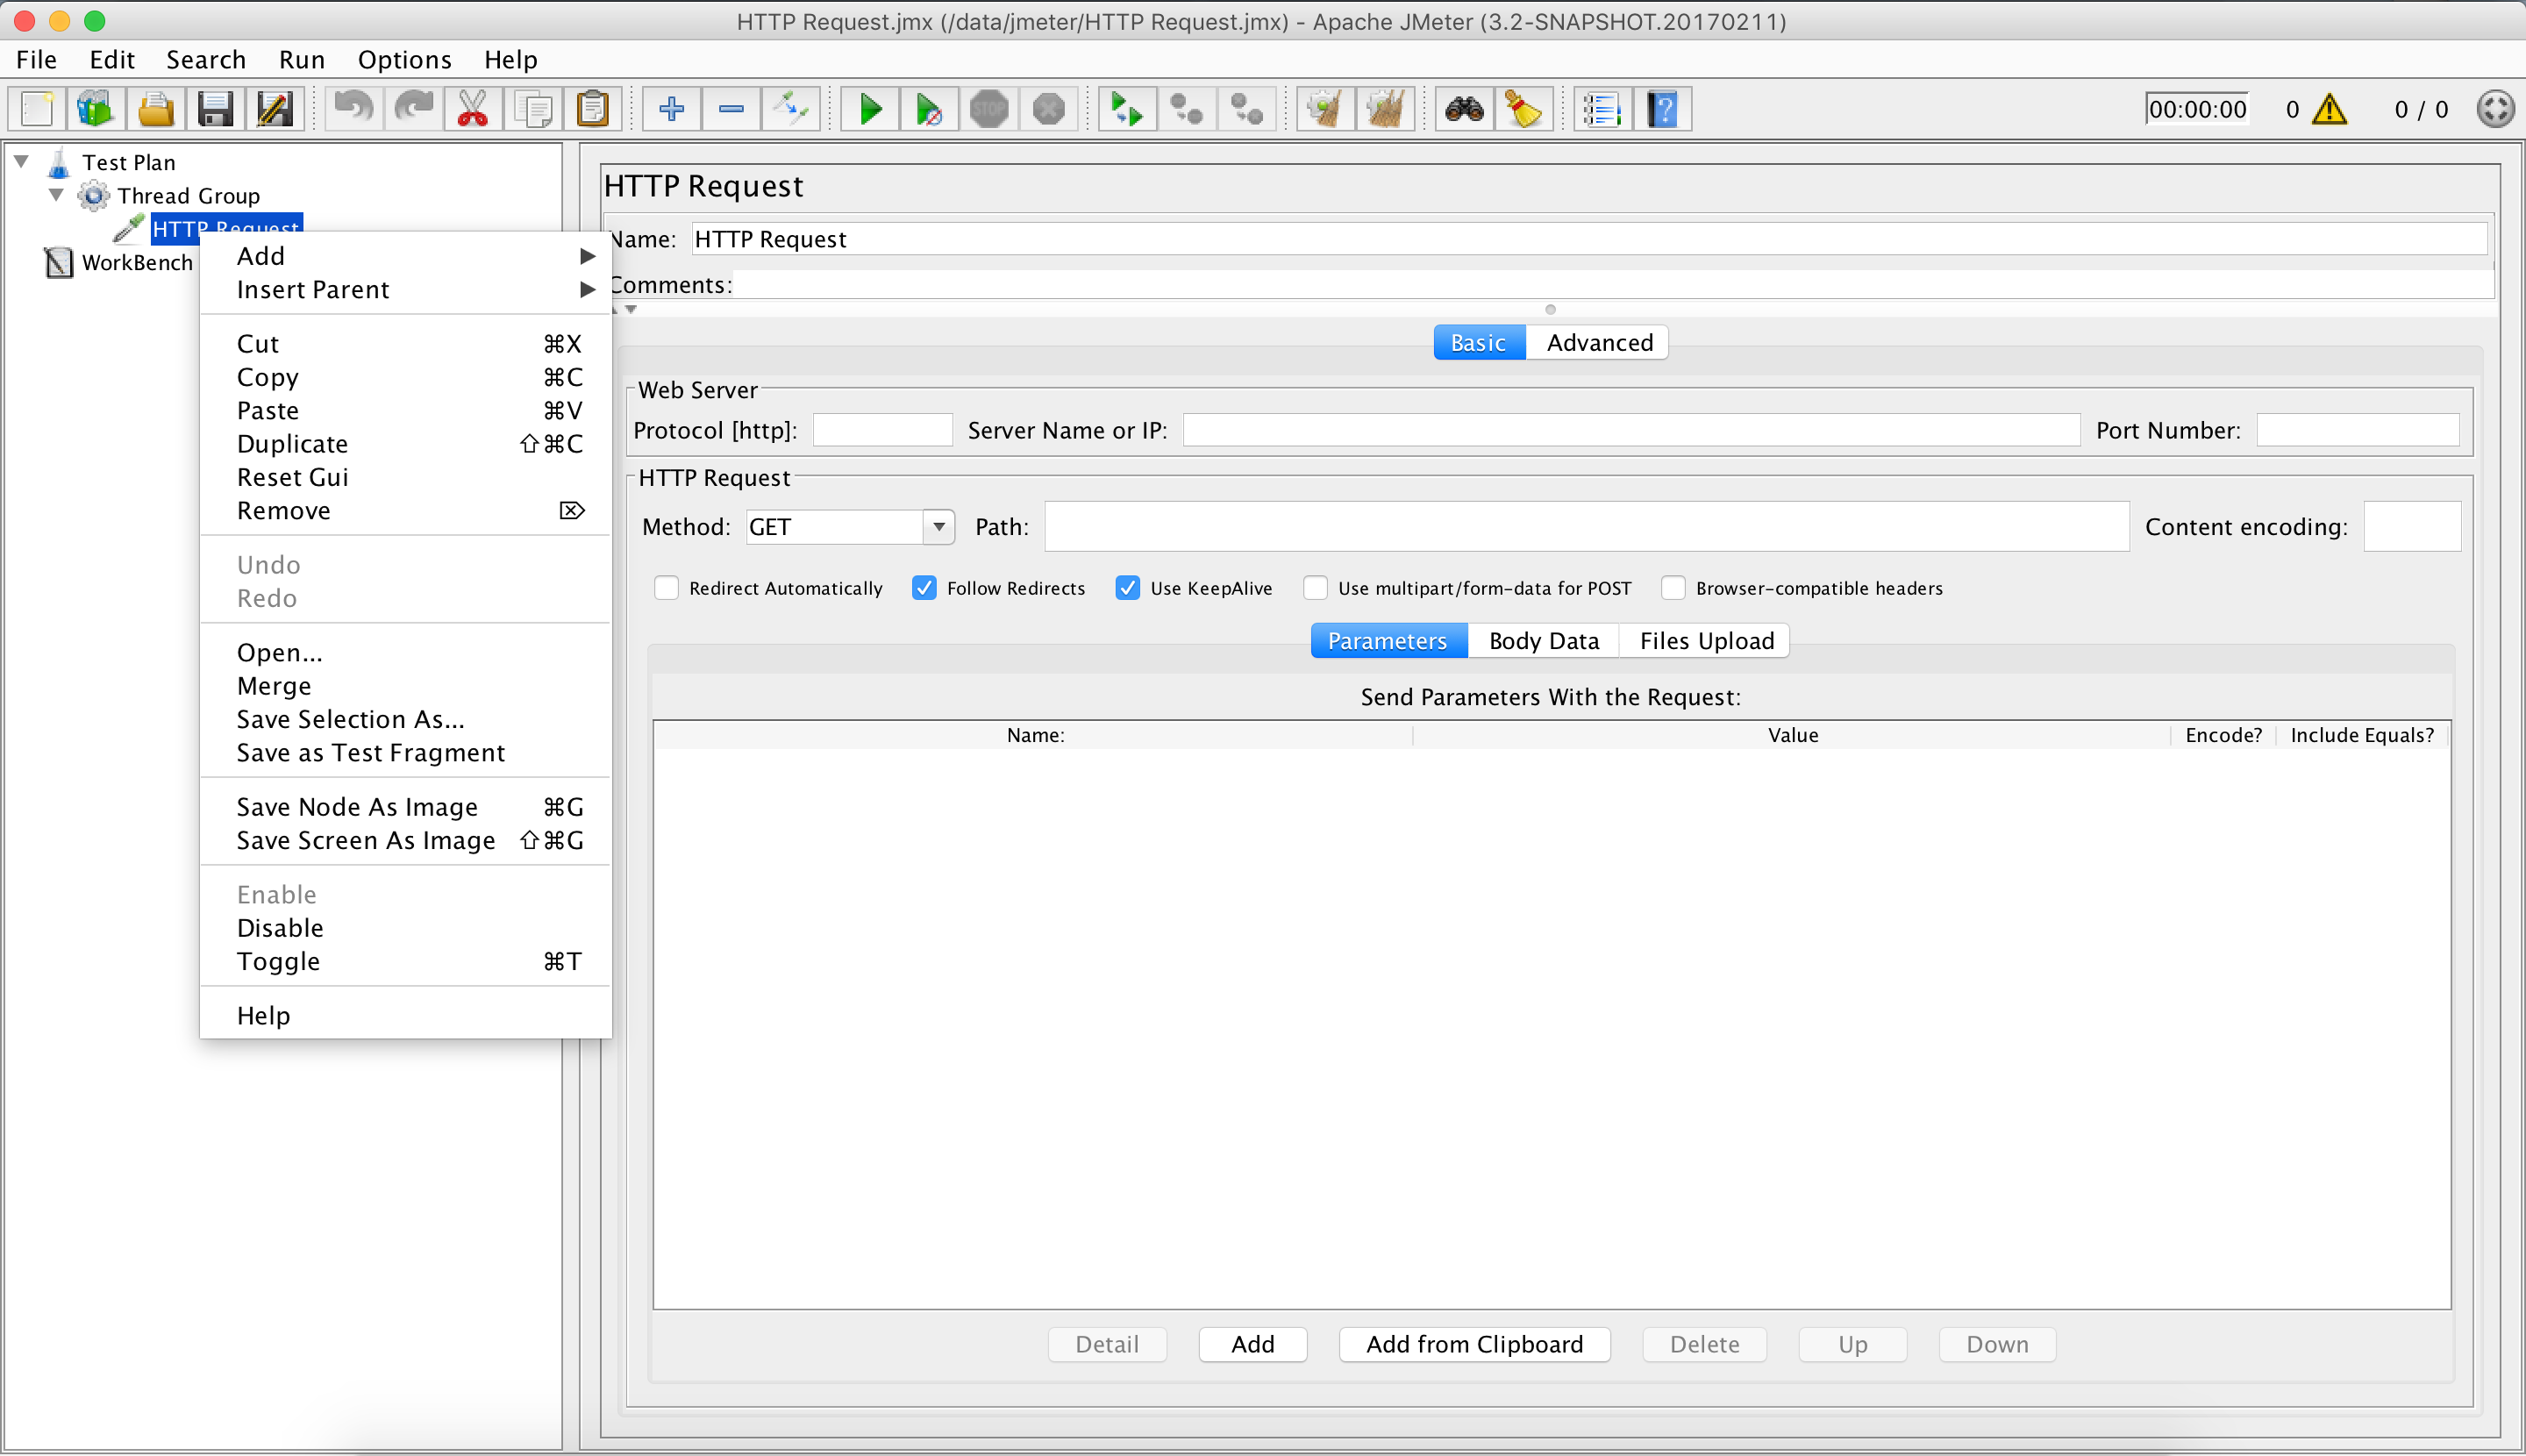 HTTP Request.jmx (/data/jmeter/HTTP Request.jmx) - Apache JMeter (3.2-SNAPSHOT.20170211)
File Edit Search Run Options Help
STOP ? 00:00:00 0 0 / 0
Test Plan
Thread Group
HTTP Request
WorkBench
Add
Insert Parent
Cut ⌘X
Copy ⌘C
Paste ⌘V
Duplicate ⇧⌘C
Reset Gui
Remove ⌦
Undo
Redo
Open...
Merge
Save Selection As...
Save as Test Fragment
Save Node As Image ⌘G
Save Screen As Image ⇧⌘G
Enable
Disable
Toggle ⌘T
Help
HTTP Request
Name: HTTP Request
Comments:
Basic Advanced
Web Server
Protocol [http]: Server Name or IP: Port Number:
HTTP Request
Method: GET Path: Content encoding:
Redirect Automatically Follow Redirects Use KeepAlive Use multipart/form-data for POST Browser-compatible headers
Parameters Body Data Files Upload
Send Parameters With the Request:
Name: Value Encode? Include Equals?
Detail Add Add from Clipboard Delete Up Down